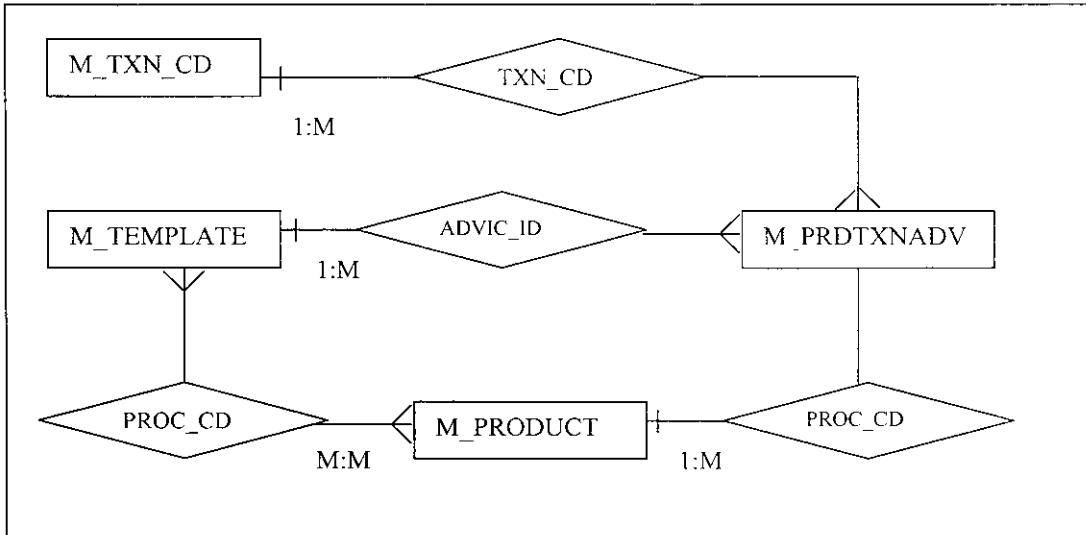 M_TXN_CD
TXN_CD
1:M
M_TEMPLATE
ADVIC_ID
M_PRDTXNADV
1:M
PROC_CD
M_PRODUCT
PROC_CD
M:M
1:M